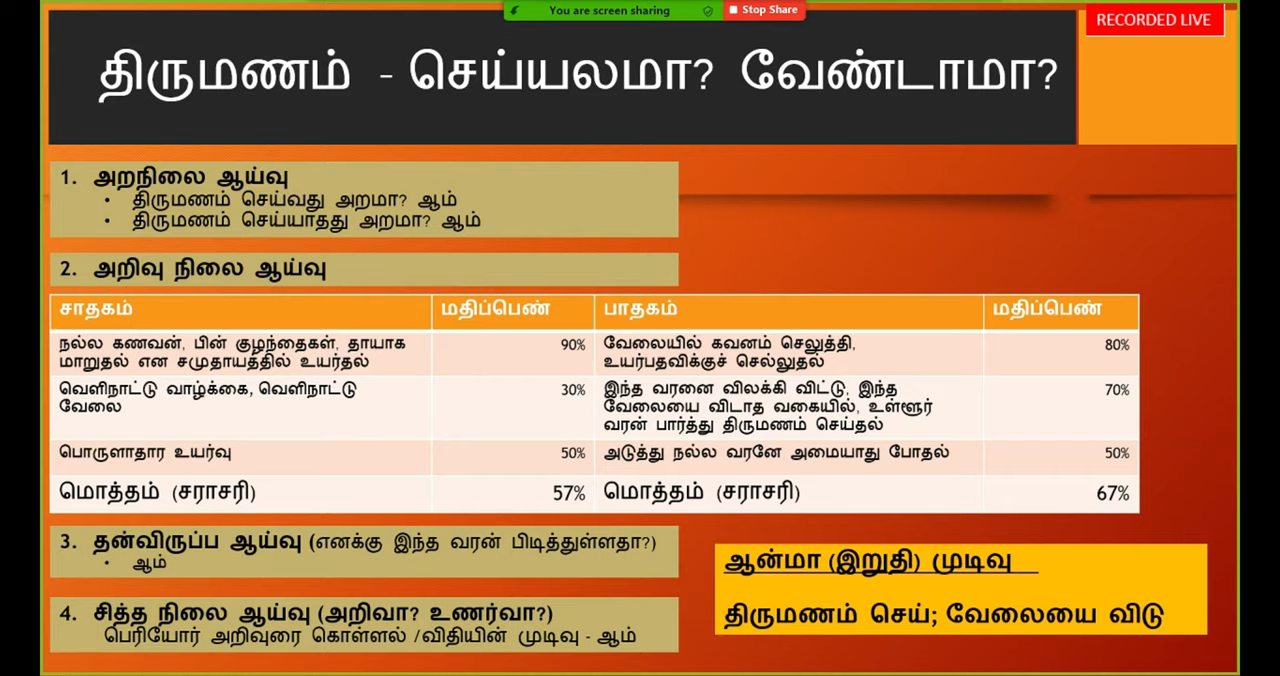 You are screen sharing
Stop Share
RECORDED LIVE
திருமணம் - செய்யலமா? வேண்டாமா?
1. அறநிலை ஆய்வு
• திருமணம் செய்வது அறமா? ஆம்
• திருமணம் செய்யாதது அறமா? ஆம்
2. அறிவு நிலை ஆய்வு
சாதகம் மதிப்பெண் பாதகம் மதிப்பெண்
நல்ல கணவன், பின் குழந்தைகள், தாயாக
மாறுதல் என சமுதாயத்தில் உயர்தல்
90%
வேலையில் கவனம் செலுத்தி,
உயர்பதவிக்குச் செல்லுதல்
80%
வெளிநாட்டு வாழ்க்கை, வெளிநாட்டு
வேலை
30%
இந்த வரனை விலக்கி விட்டு, இந்த
வேலையை விடாத வகையில், உள்ளூர்
வரன் பார்த்து திருமணம் செய்தல்
70%
பொருளாதார உயர்வு 50% அடுத்து நல்ல வரனே அமையாது போதல் 50%
மொத்தம் (சராசரி) 57% மொத்தம் (சராசரி) 67%
3. தன்விருப்ப ஆய்வு (எனக்கு இந்த வரன் பிடித்துள்ளதா?)
• ஆம்
4. சித்த நிலை ஆய்வு (அறிவா? உணர்வா?)
பெரியோர் அறிவுரை கொள்ளல் /விதியின் முடிவு - ஆம்
ஆன்மா (இறுதி) முடிவு
திருமணம் செய்; வேலையை விடு